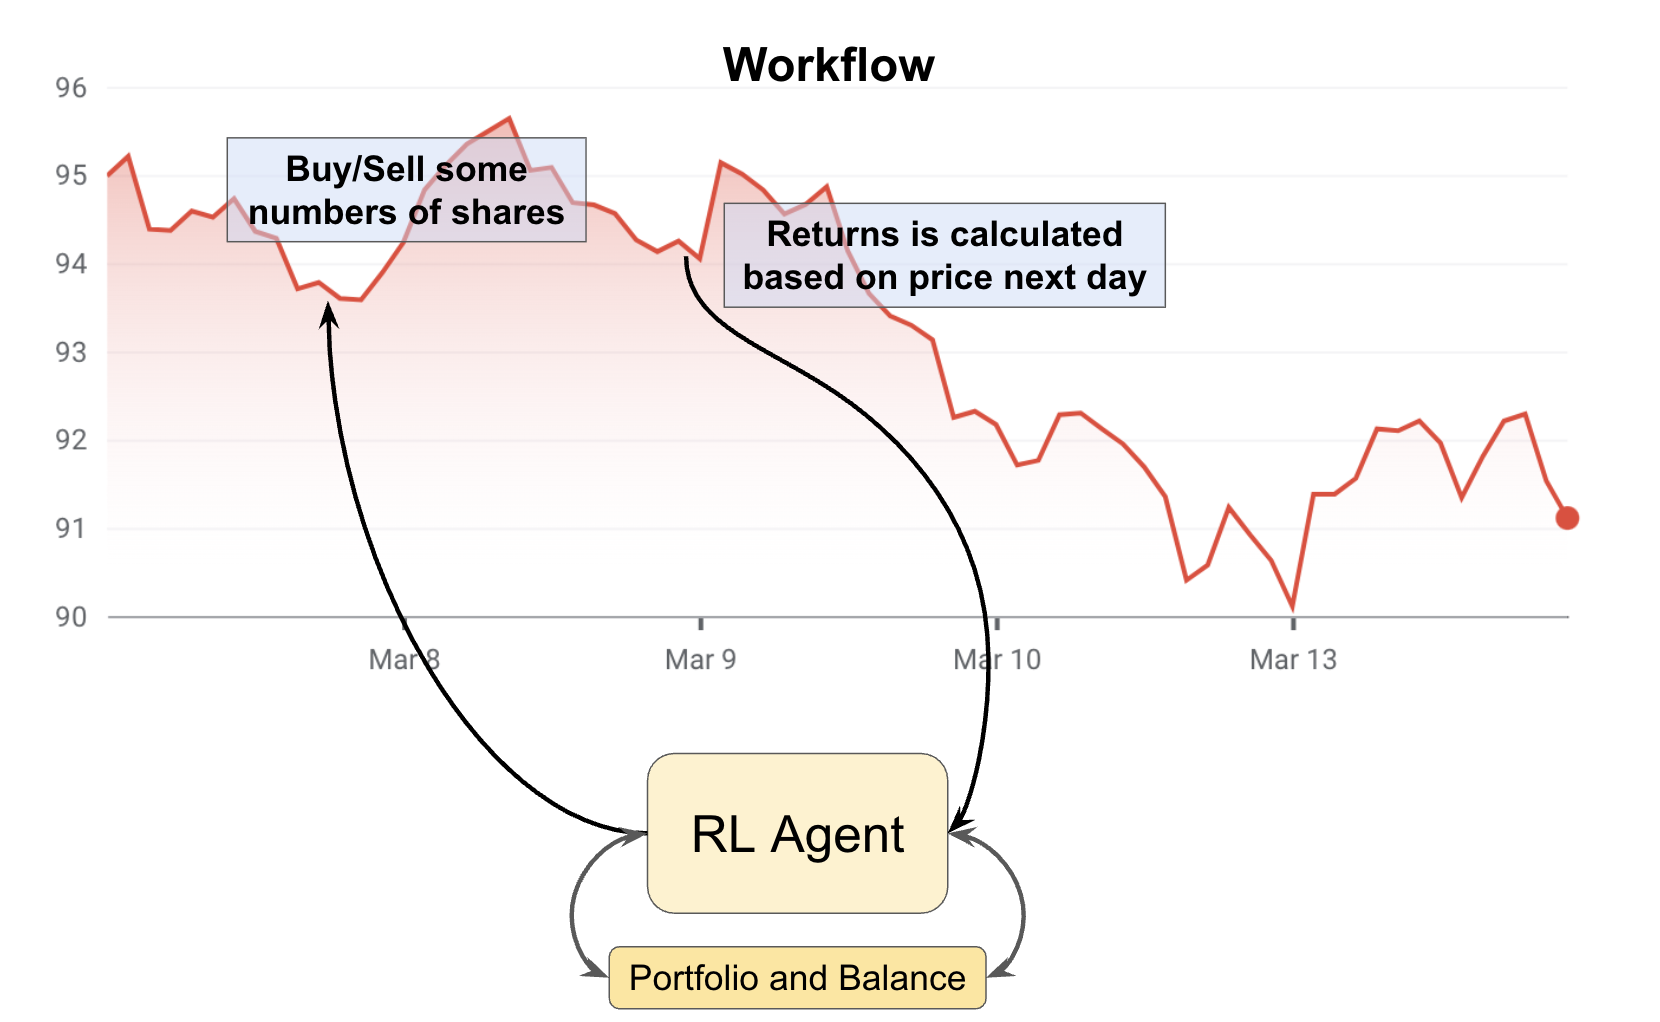 Workflow
96
Buy/Sell some
numbers of shares
95
Returns is calculated
based on price next day
94
93
92
91
90
Mar 8
Mar 9
Mar 10
Mar 13
RL Agent
Portfolio and Balance